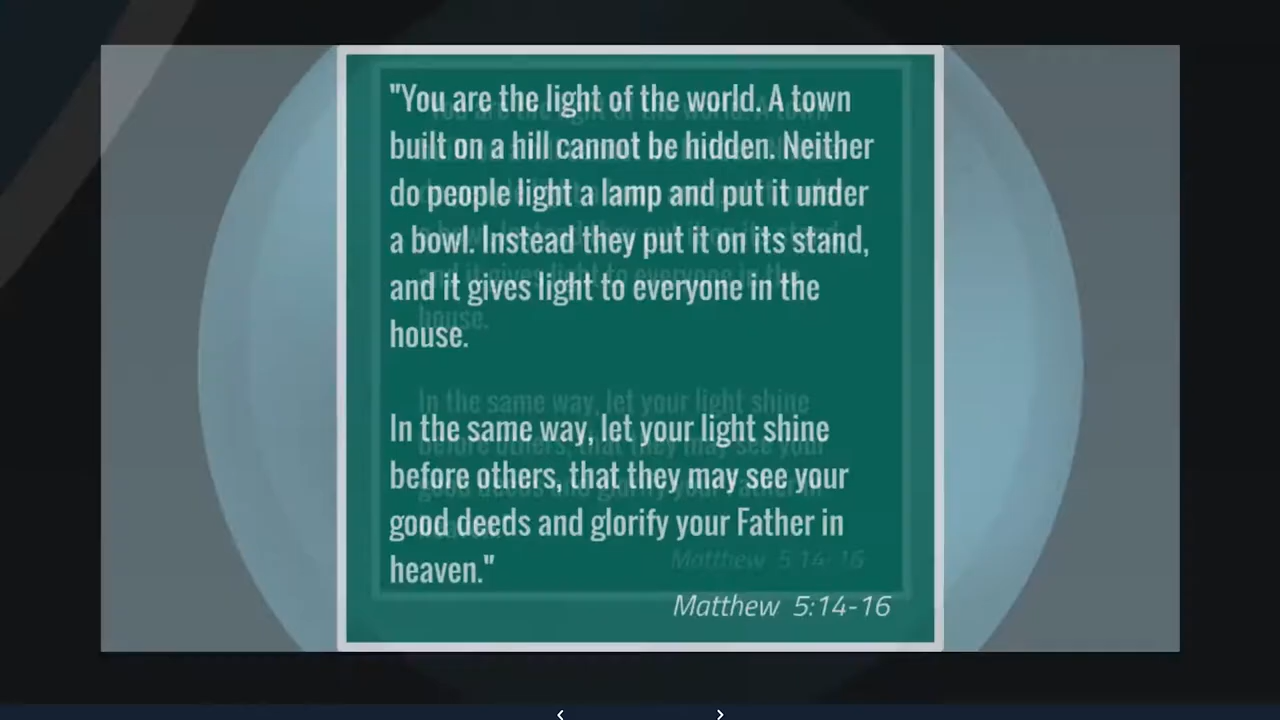 "You are the light of the world. A town
built on a hill cannot be hidden. Neither
do people light a lamp and put it under
a bowl. Instead they put it on its stand,
and it gives light to everyone in the
house.
In the same way, let your light shine
before others, that they may see your
good deeds and glorify your Father in
heaven."
Matthew 5:14-16